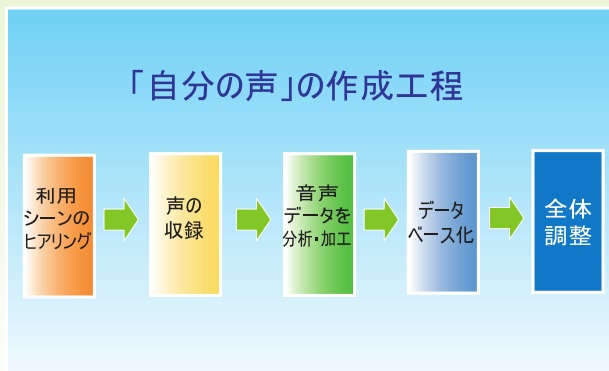 「自分の声」の作成工程
利用
シーンの
ヒアリング
声の
収録
音声
データを
分析・加工
データ
ベース化
全体
調整